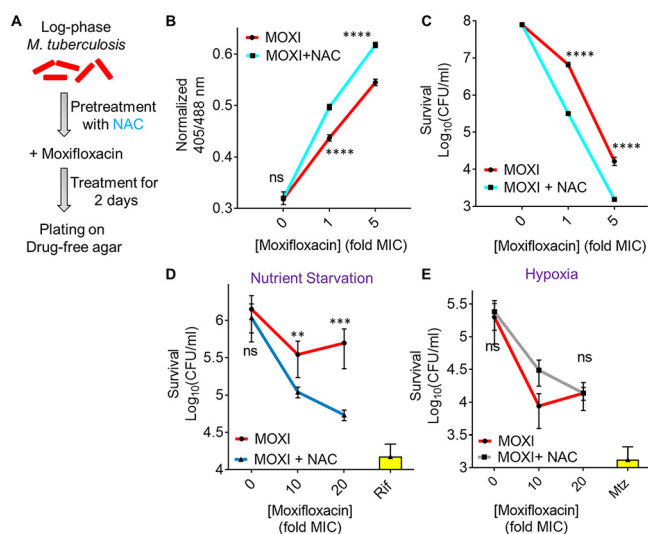 A
Log-phase
M. tuberculosis
Pretreatment
with NAC
+ Moxifloxacin
Treatment for
2 days
Plating on
Drug-free agar
B
Normalized
405/488 nm
0.6
0.5
0.4
0.3
MOXI
MOXI+NAC
****
****
ns
0
1
5
[Moxifloxacin] (fold MIC)
C
Survival
Log10(CFU/ml)
8
7
6
5
4
3
****
****
MOXI
MOXI + NAC
0
1
5
[Moxifloxacin] (fold MIC)
D
Nutrient Starvation
Survival
Log10(CFU/ml)
6.5
6
5.5
5
4.5
4
ns
**
***
MOXI
MOXI + NAC
0
10
20
Rif
[Moxifloxacin]
(fold MIC)
E
Hypoxia
Survival
Log10(CFU/ml)
5.5
5
4.5
4
3.5
3
ns
ns
MOXI
MOXI+ NAC
0
10
20
Mtz
[Moxifloxacin]
(fold MIC)